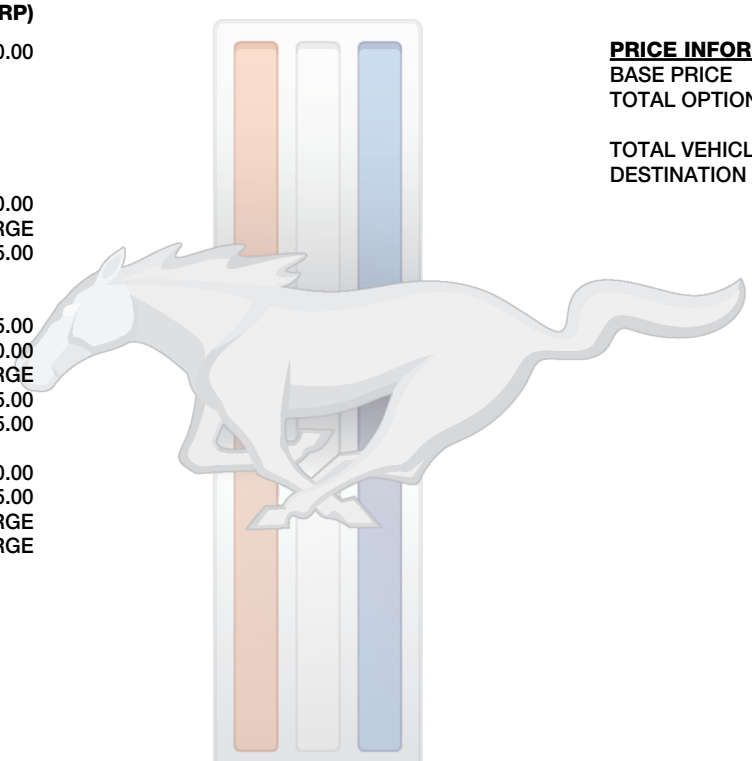 RP)
0.00
0.00
RGE
5.00
5.00
0.00
RGE
5.00
5.00
0.00
5.00
RGE
RGE
PRICE INFOR
BASE PRICE
TOTAL OPTION
TOTAL VEHICL
DESTINATION